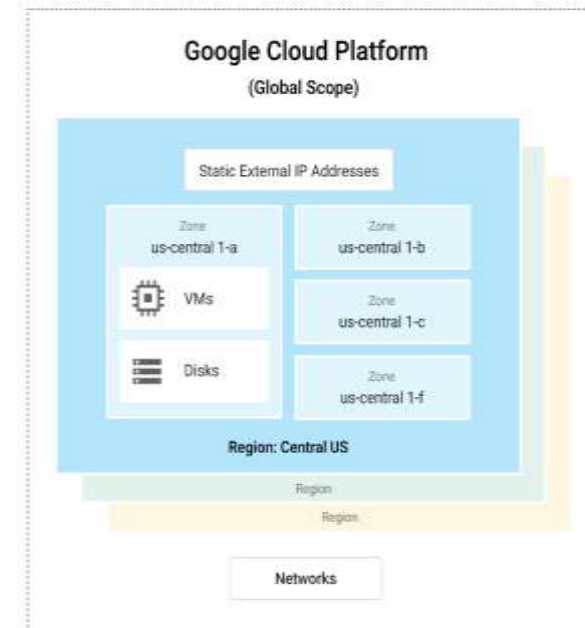 Google Cloud Platform
(Global Scope)
Static External IP Addresses
Zone
us-central 1-a
VMs
Disks
Zone
us-central 1-b
Zone
us-central 1-c
Zone
us-central 1-f
Region: Central US
Region
Region
Networks